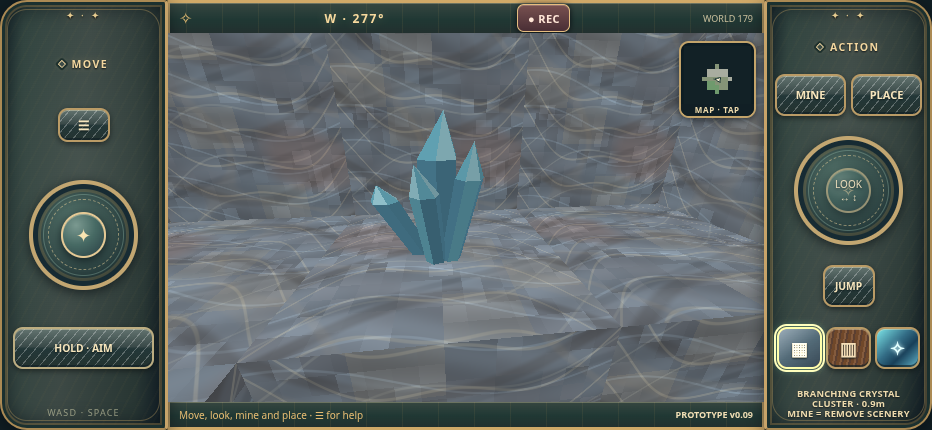 MOVE
☰
HOLD · AIM
WASD · SPACE
W · 277°
● REC
WORLD 179
MAP · TAP
Move, look, mine and place · ☰ for help
PROTOTYPE v0.09
ACTION
MINE
PLACE
LOOK
JUMP
BRANCHING CRYSTAL
CLUSTER · 0.9m
MINE = REMOVE SCENERY